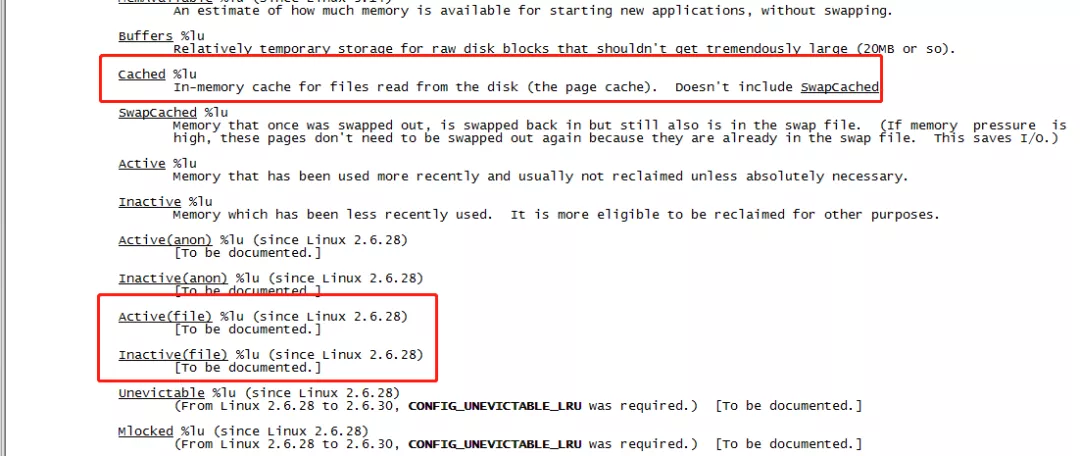 MemAvailable %lu (since Linux 3.14)
An estimate of how much memory is available for starting new applications, without swapping.
Buffers %lu
Relatively temporary storage for raw disk blocks that shouldn't get tremendously large (20MB or so).
Cached %lu
In-memory cache for files read from the disk (the page cache).  Doesn't include SwapCached
SwapCached %lu
Memory that once was swapped out, is swapped back in but still also is in the swap file.  (If memory  pressure  is
high, these pages don't need to be swapped out again because they are already in the swap file.  This saves I/O.)
Active %lu
Memory that has been used more recently and usually not reclaimed unless absolutely necessary.
Inactive %lu
Memory which has been less recently used.  It is more eligible to be reclaimed for other purposes.
Active(anon) %lu (since Linux 2.6.28)
[To be documented.]
Inactive(anon) %lu (since Linux 2.6.28)
[To be documented.]
Active(file) %lu (since Linux 2.6.28)
[To be documented.]
Inactive(file) %lu (since Linux 2.6.28)
[To be documented.]
Unevictable %lu (since Linux 2.6.28)
(From Linux 2.6.28 to 2.6.30, CONFIG_UNEVICTABLE_LRU was required.)  [To be documented.]
Mlocked %lu (since Linux 2.6.28)
(From Linux 2.6.28 to 2.6.30, CONFIG_UNEVICTABLE_LRU was required.)  [To be documented.]